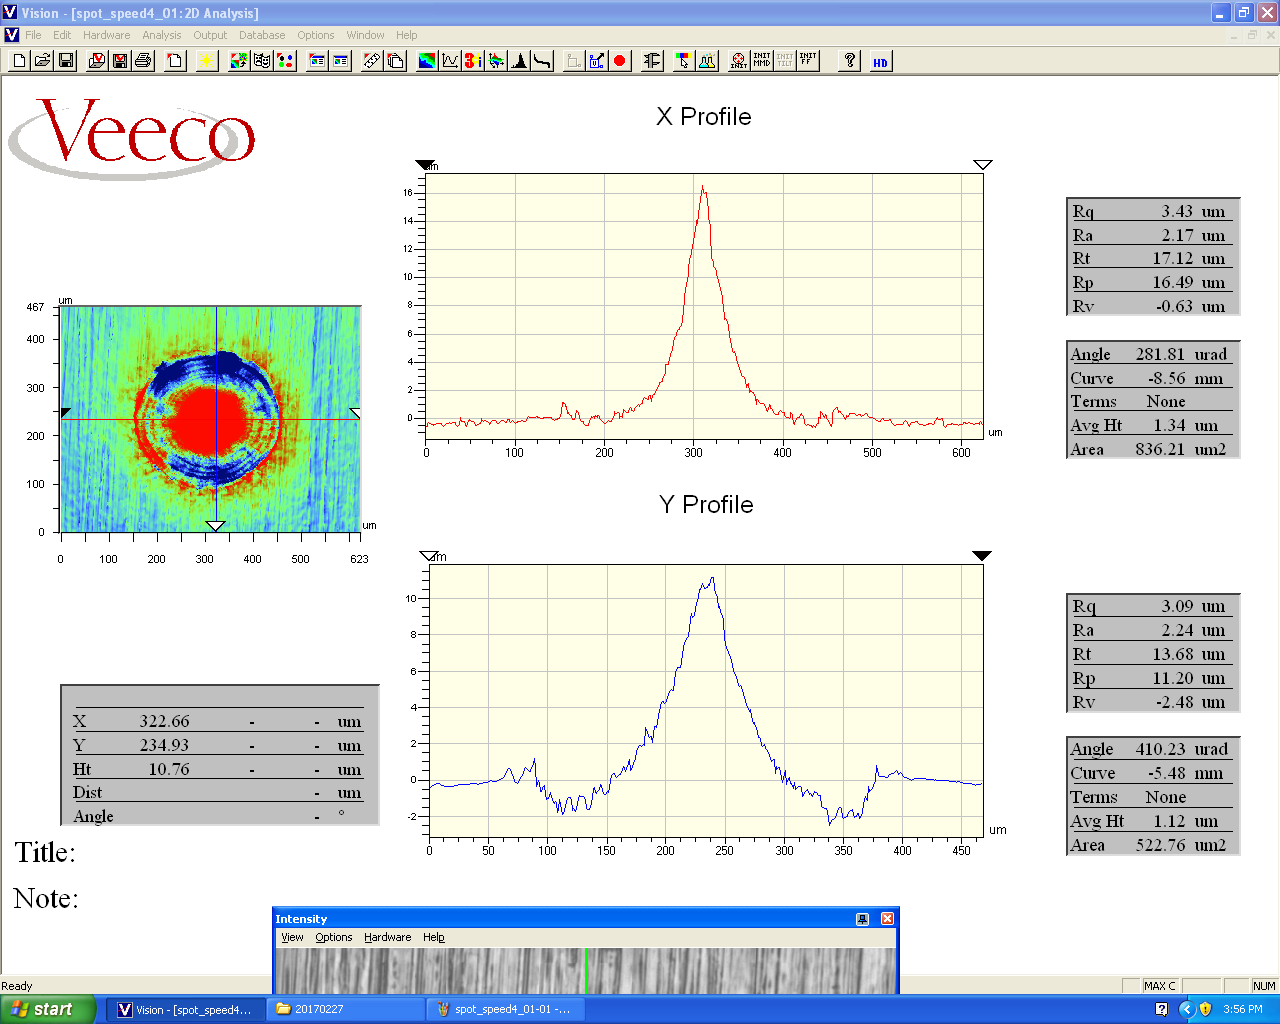 Vision - [spot_speed4_01:2D Analysis]
File Edit Hardware Analysis Output Database Options Window Help
INIT
INIT MMD
INIT TILT
INIT FF
?
HD
Veeco
X Profile
um
16
14
12
10
8
6
4
2
0
0 100 200 300 400 500 600
um
Rq 3.43 um
Ra 2.17 um
Rt 17.12 um
Rp 16.49 um
Rv -0.63 um
Angle 281.81 urad
Curve -8.56 mm
Terms None
Avg Ht 1.34 um
Area 836.21 um2
um
467
400
300
200
100
0
um
0 100 200 300 400 500 623
Y Profile
um
10
8
6
4
2
0
-2
0 50 100 150 200 250 300 350 400 450
um
Rq 3.09 um
Ra 2.24 um
Rt 13.68 um
Rp 11.20 um
Rv -2.48 um
Angle 410.23 urad
Curve -5.48 mm
Terms None
Avg Ht 1.12 um
Area 522.76 um2
X 322.66 - - um
Y 234.93 - - um
Ht 10.76 - - um
Dist - um
Angle - °
Title:
Note:
Intensity
View Options Hardware Help
Ready
MAX C
NUM
start
Vision - [spot_speed4...
20170227
spot_speed4_01-01 -...
3:56 PM